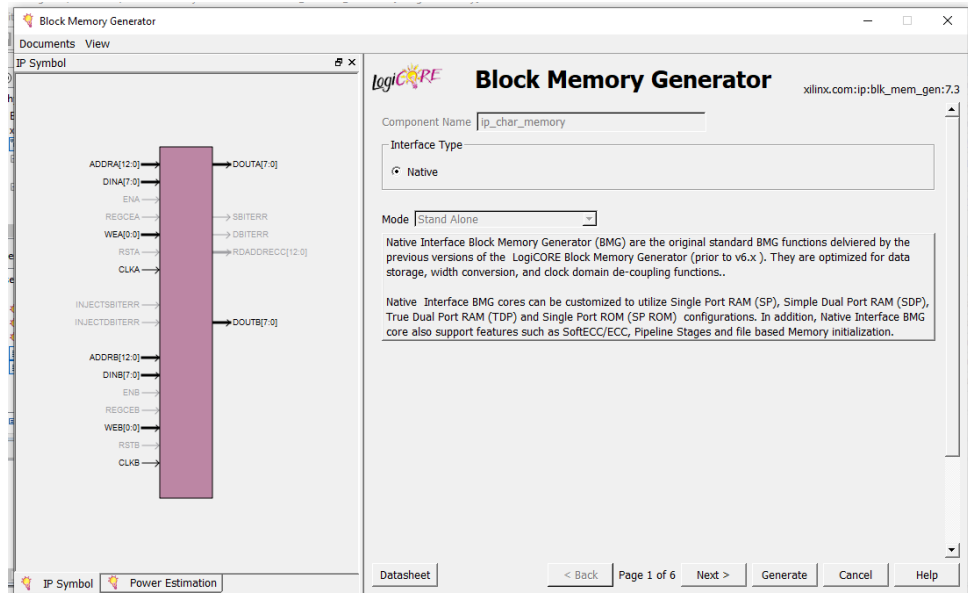 Block Memory Generator
Documents View
IP Symbol
ADDRA[12:0]
DOUTA[7:0]
DINA[7:0]
ENA
REGCEA
SBITERR
WEA[0:0]
DBITERR
RSTA
RDADDRECC[12:0]
CLKA
INJECTSBITERR
INJECTDBITERR
DOUTB[7:0]
ADDRB[12:0]
DINB[7:0]
ENB
REGCEB
WEB[0:0]
RSTB
CLKB
IP Symbol
Power Estimation
logiCORE
Block Memory Generator
xilinx.com:ip:blk_mem_gen:7.3
Component Name ip_char_memory
Interface Type
Native
Mode Stand Alone
Native Interface Block Memory Generator (BMG) are the original standard BMG functions delviered by the
previous versions of the LogiCORE Block Memory Generator (prior to v6.x ). They are optimized for data
storage, width conversion, and clock domain de-coupling functions..
Native Interface BMG cores can be customized to utilize Single Port RAM (SP), Simple Dual Port RAM (SDP),
True Dual Port RAM (TDP) and Single Port ROM (SP ROM) configurations. In addition, Native Interface BMG
core also support features such as SoftECC/ECC, Pipeline Stages and file based Memory initialization.
Datasheet
< Back
Page 1 of 6
Next >
Generate
Cancel
Help